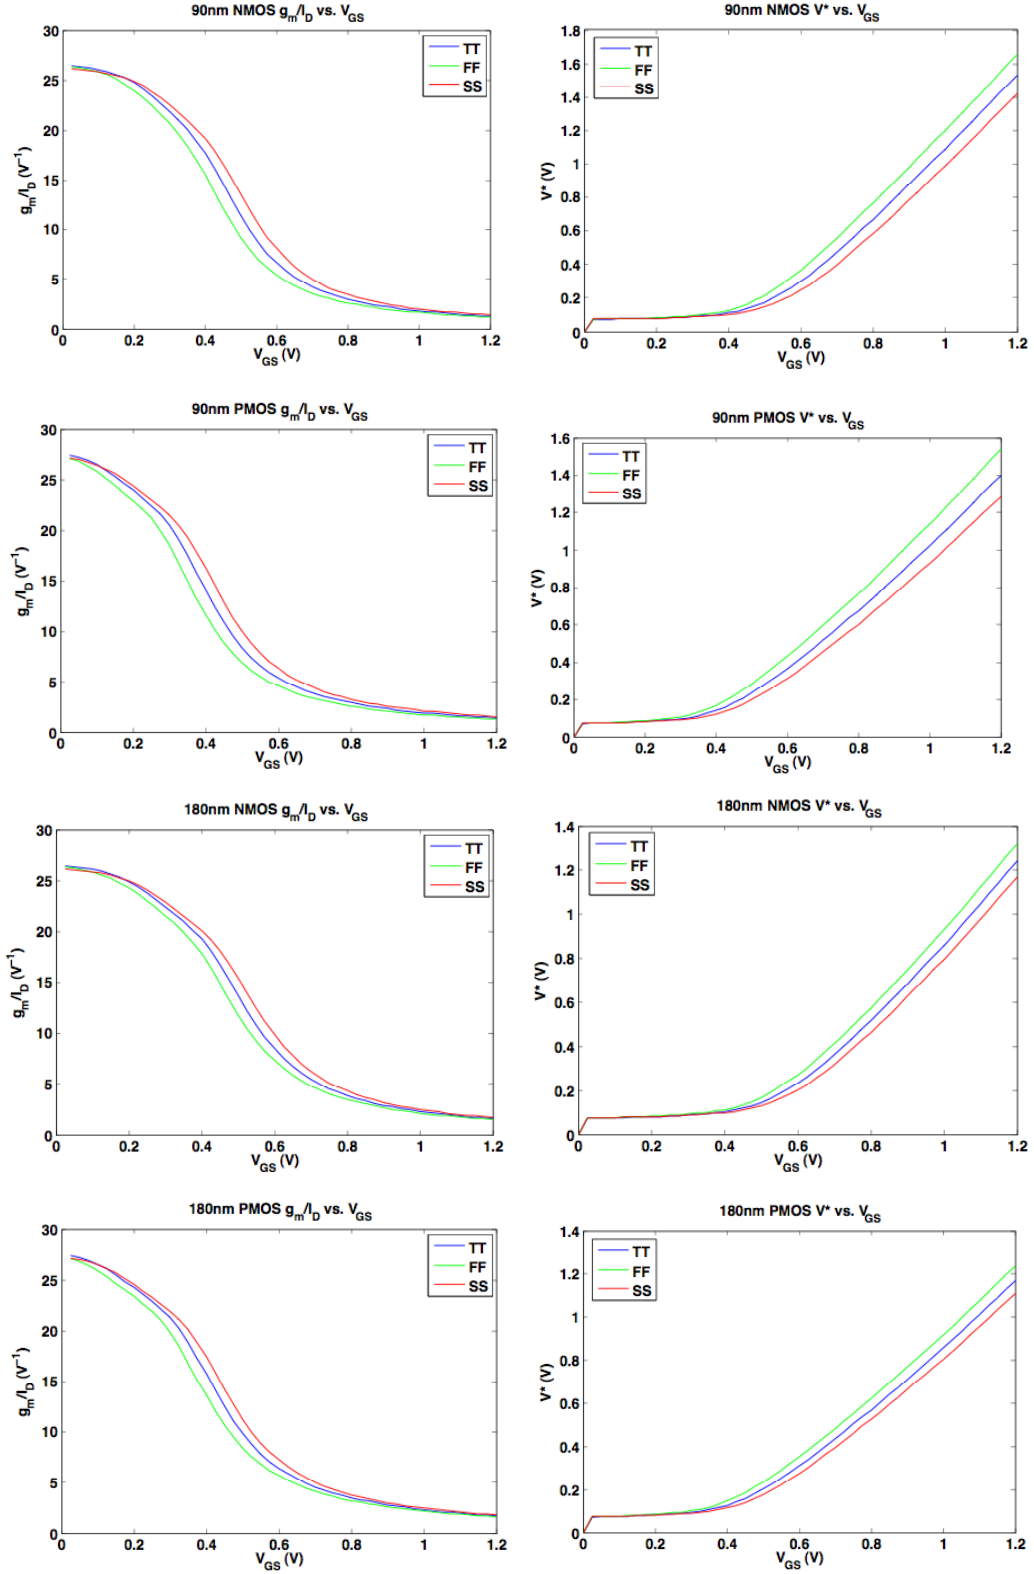 90nm NMOS gm/ID vs. VGS
30
25
20
15
10
5
0
0 0.2 0.4 0.6 0.8 1 1.2
gm/ID (V⁻¹)
VGS (V)
TT
FF
SS
90nm NMOS V* vs. VGS
1.8
1.6
1.4
1.2
1
0.8
0.6
0.4
0.2
0
0 0.2 0.4 0.6 0.8 1 1.2
V* (V)
VGS (V)
TT
FF
SS
90nm PMOS gm/ID vs. VGS
30
25
20
15
10
5
0
0 0.2 0.4 0.6 0.8 1 1.2
gm/ID (V⁻¹)
VGS (V)
TT
FF
SS
90nm PMOS V* vs. VGS
1.6
1.4
1.2
1
0.8
0.6
0.4
0.2
0
0 0.2 0.4 0.6 0.8 1 1.2
V* (V)
VGS (V)
TT
FF
SS
180nm NMOS gm/ID vs. VGS
30
25
20
15
10
5
0
0 0.2 0.4 0.6 0.8 1 1.2
gm/ID (V⁻¹)
VGS (V)
TT
FF
SS
180nm NMOS V* vs. VGS
1.4
1.2
1
0.8
0.6
0.4
0.2
0
0 0.2 0.4 0.6 0.8 1 1.2
V* (V)
VGS (V)
TT
FF
SS
180nm PMOS gm/ID vs. VGS
30
25
20
15
10
5
0
0 0.2 0.4 0.6 0.8 1 1.2
gm/ID (V⁻¹)
VGS (V)
TT
FF
SS
180nm PMOS V* vs. VGS
1.4
1.2
1
0.8
0.6
0.4
0.2
0
0 0.2 0.4 0.6 0.8 1 1.2
V* (V)
VGS (V)
TT
FF
SS